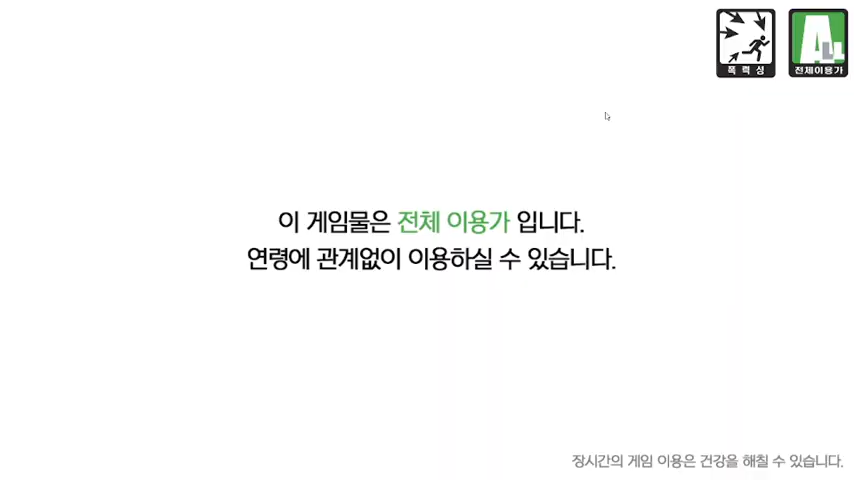 폭력성
ALL
전체이용가
이 게임물은 전체 이용가 입니다.
연령에 관계없이 이용하실 수 있습니다.
장시간의 게임 이용은 건강을 해칠 수 있습니다.